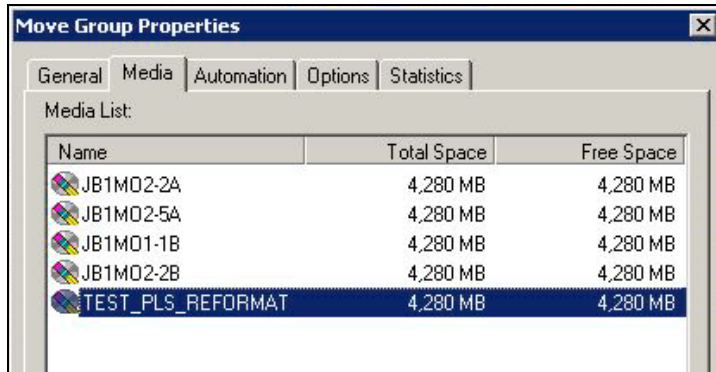 Move Group Properties
General Media Automation Options Statistics
Media List:
Name Total Space Free Space
JB1MO2-2A 4,280 MB 4,280 MB
JB1MO2-5A 4,280 MB 4,280 MB
JB1MO1-1B 4,280 MB 4,280 MB
JB1MO2-2B 4,280 MB 4,280 MB
TEST_PLS_REFORMAT 4,280 MB 4,280 MB